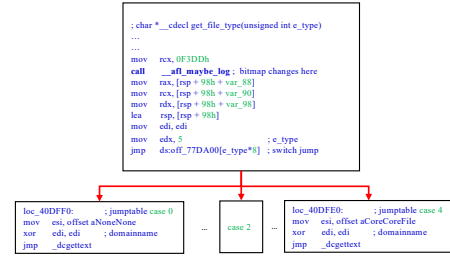 ; char *__cdecl get_file_type(unsigned int e_type)
...
...
mov rcx, 0F3DDh
call __afl_maybe_log ; bitmap changes here
mov rax, [rsp + 98h + var_88]
mov rcx, [rsp + 98h + var_90]
mov rdx, [rsp + 98h + var_98]
lea rsp, [rsp + 98h]
mov edi, edi
mov edx, 5 ; e_type
jmp ds:off_77DA00[e_type*8] ; switch jump
loc_40DFF0: ; jumptable case 0
mov esi, offset aNoneNone
xor edi, edi ; domainname
jmp _dcgettext
...
case 2
...
loc_40DFE0: ; jumptable case 4
mov esi, offset aCoreCoreFile
xor edi, edi ; domainname
jmp _dcgettext